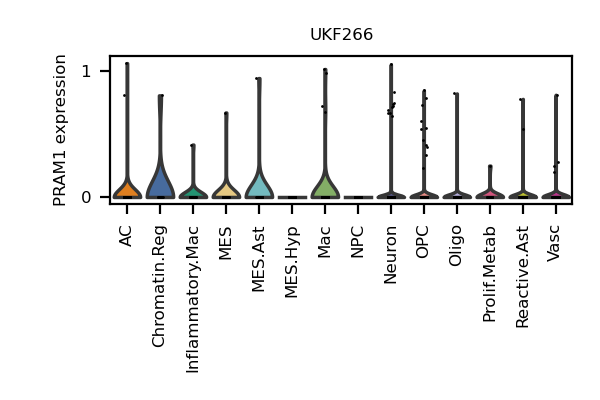 UKF266
PRAM1 expression
1
0
AC
Chromatin.Reg
Inflammatory.Mac
MES
MES.Ast
MES.Hyp
Mac
NPC
Neuron
OPC
Oligo
Prolif.Metab
Reactive.Ast
Vasc